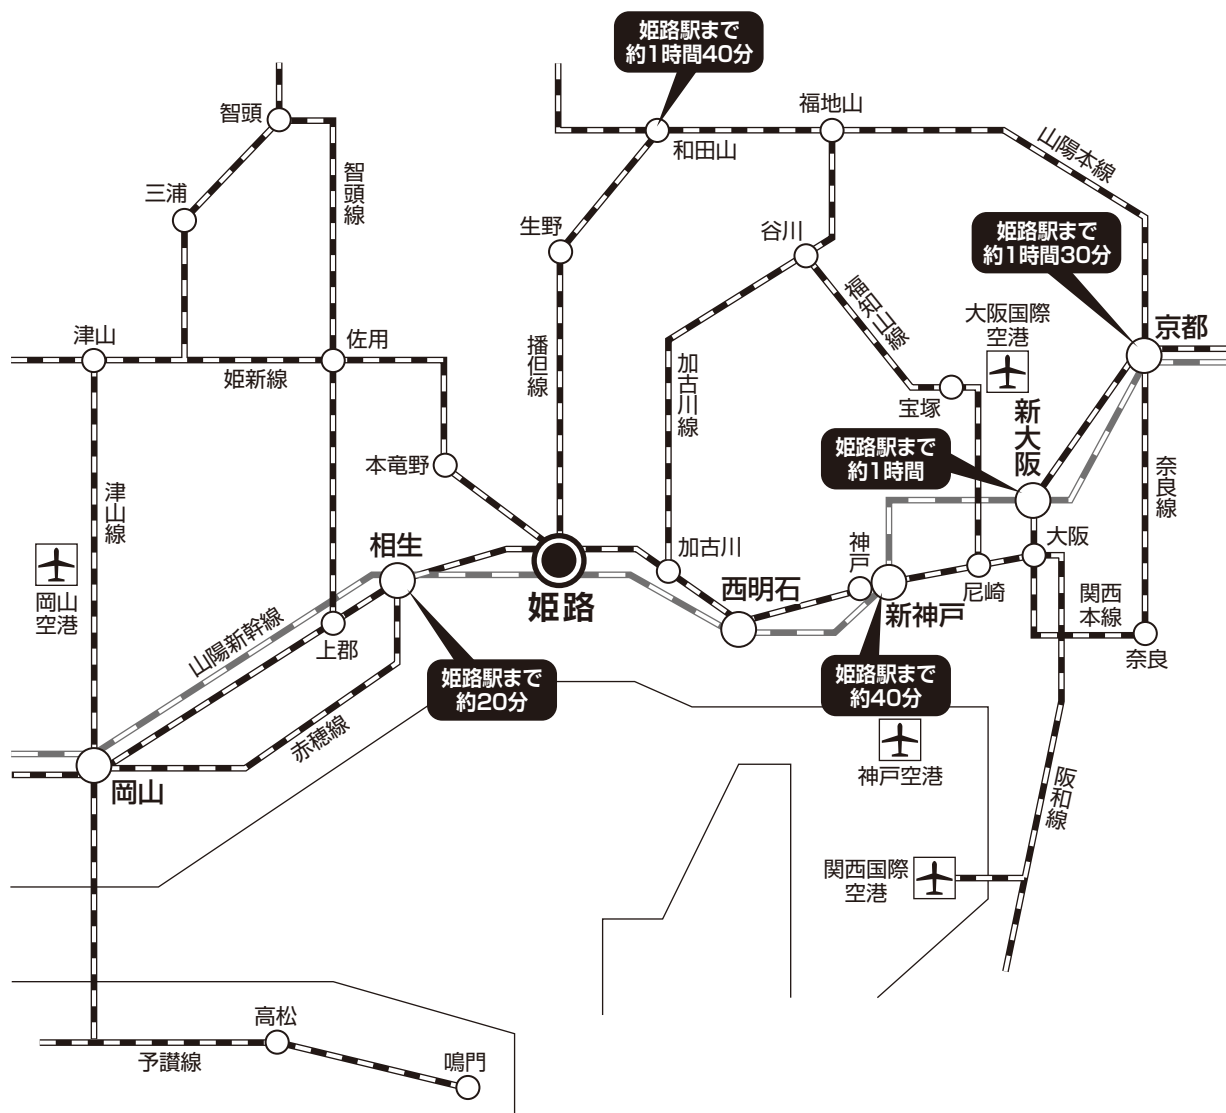 姫路駅まで
約1時間40分
智頭
福地山
和田山
山陽本線
智頭線
三浦
生野
谷川
姫路駅まで
約1時間30分
福知山線
大阪国際
空港
京都
津山
佐用
姫新線
播但線
加古川線
宝塚
新大阪
姫路駅まで
約1時間
本竜野
津山線
奈良線
岡山
空港
相生
姫路
加古川
西明石
神戸
新神戸
尼崎
大阪
関西
本線
奈良
山陽新幹線
上郡
姫路駅まで
約20分
姫路駅まで
約40分
赤穂線
神戸空港
岡山
阪和線
関西国際
空港
高松
予讃線
鳴門